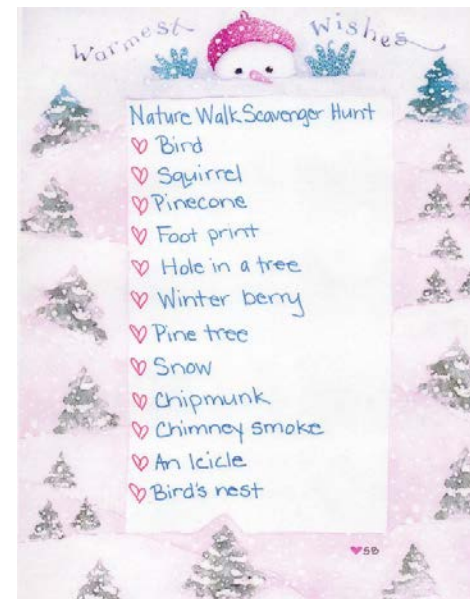 Warmest Wishes
Nature Walk Scavenger Hunt
Bird
Squirrel
Pinecone
Foot print
Hole in a tree
Winter berry
Pine tree
Snow
Chipmunk
Chimney smoke
An Icicle
Bird's nest
SB